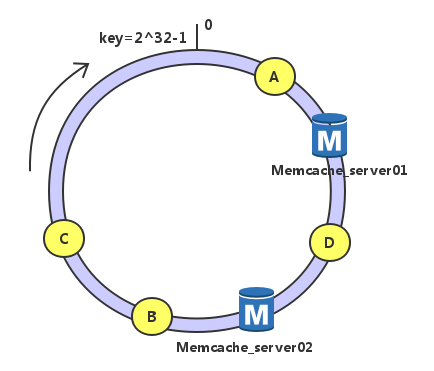 0
key=2^32-1
A
M
Memcache_server01
C
D
B
M
Memcache_server02